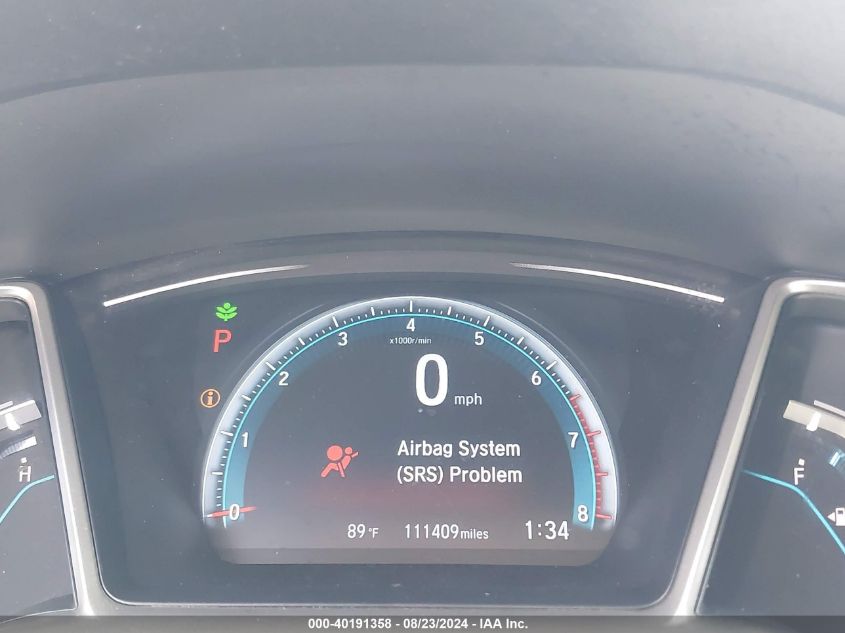 4
3
5
x1000r/min
P
2
0 mph
6
1
Airbag System
7
(SRS) Problem
H
F
0
8
89°F 111409miles 1:34
000-40191358 - 08/23/2024 - IAA Inc.